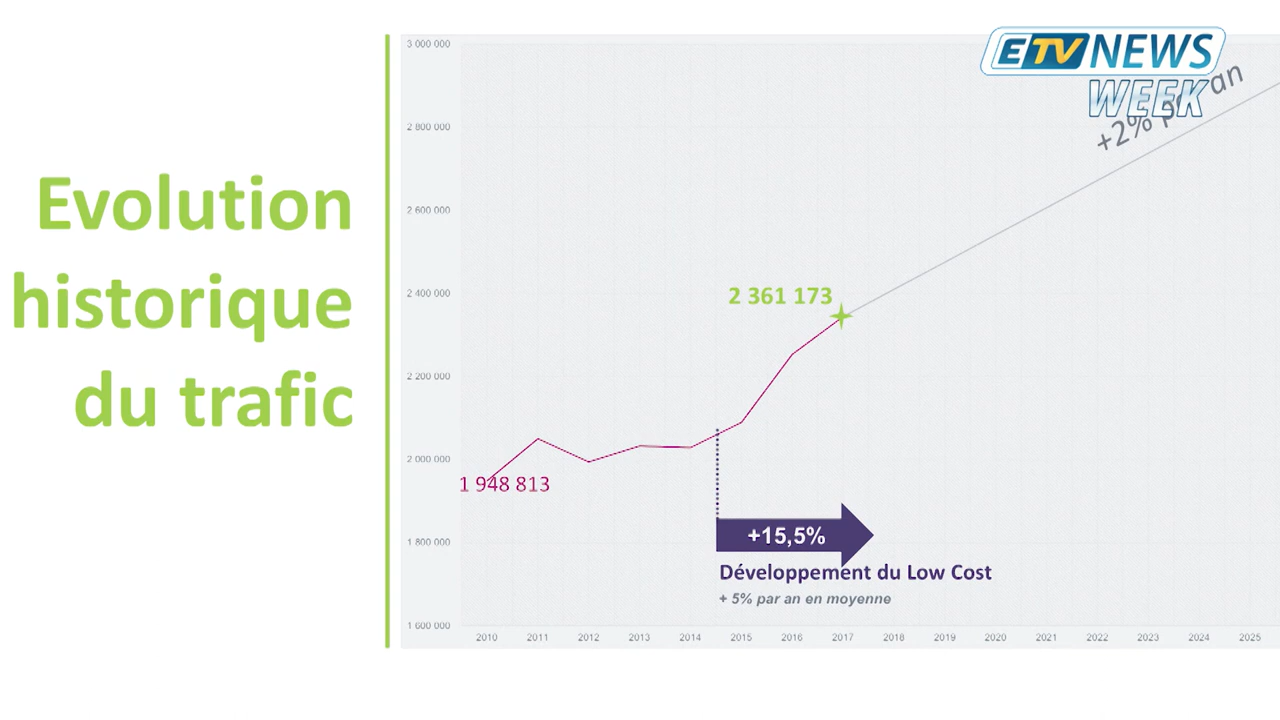 Evolution
historique
du trafic
ETV NEWS
WEEK
+2% par an
3 000 000
2 800 000
2 600 000
2 400 000
2 200 000
2 000 000
1 800 000
1 600 000
2 361 173
1 948 813
+15,5%
Développement du Low Cost
+ 5% par an en moyenne
2010 2011 2012 2013 2014 2015 2016 2017 2018 2019 2020 2021 2022 2023 2024 2025